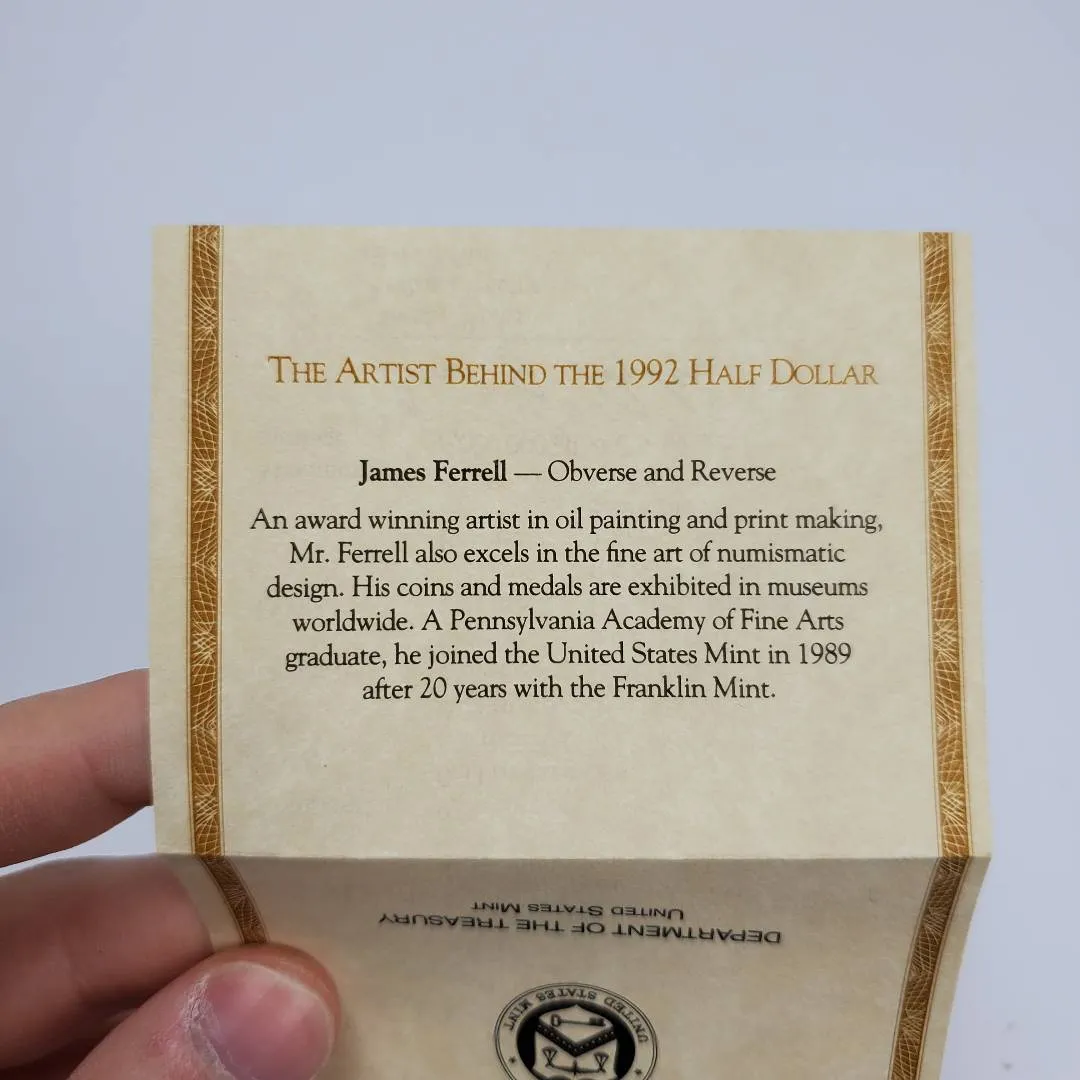 The Artist Behind the 1992 Half Dollar
James Ferrell — Obverse and Reverse
An award winning artist in oil painting and print making,
Mr. Ferrell also excels in the fine art of numismatic
design. His coins and medals are exhibited in museums
worldwide. A Pennsylvania Academy of Fine Arts
graduate, he joined the United States Mint in 1989
after 20 years with the Franklin Mint.
United States Mint
DEPARTMENT OF THE TREASURY
UNITED STATES MINT